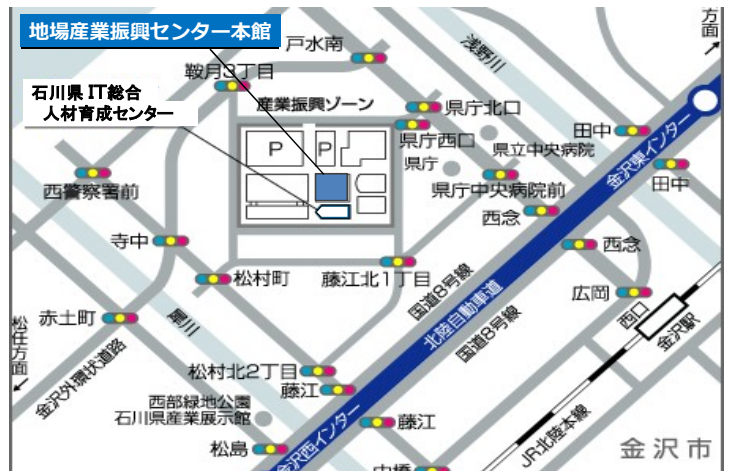 地場産業振興センター本館
戸水南
浅野川
方面
鞍月3丁目
石川県 IT総合
人材育成センター
産業振興ゾーン
県庁北口
県庁西口
県立中央病院
田中
金沢東インター
P
P
県庁
県庁中央病院前
田中
西警察署前
西念
寺中
西念
松村町
藤江北1丁目
国道8号線
広岡
赤土町
犀川
北陸自動車道
国道8号線
西口
金沢駅
松任方面
金沢外環状道路
松村北2丁目
藤江
西部緑地公園
石川県産業展示館
藤江
松島
金沢西インター
JR北陸本線
金沢市